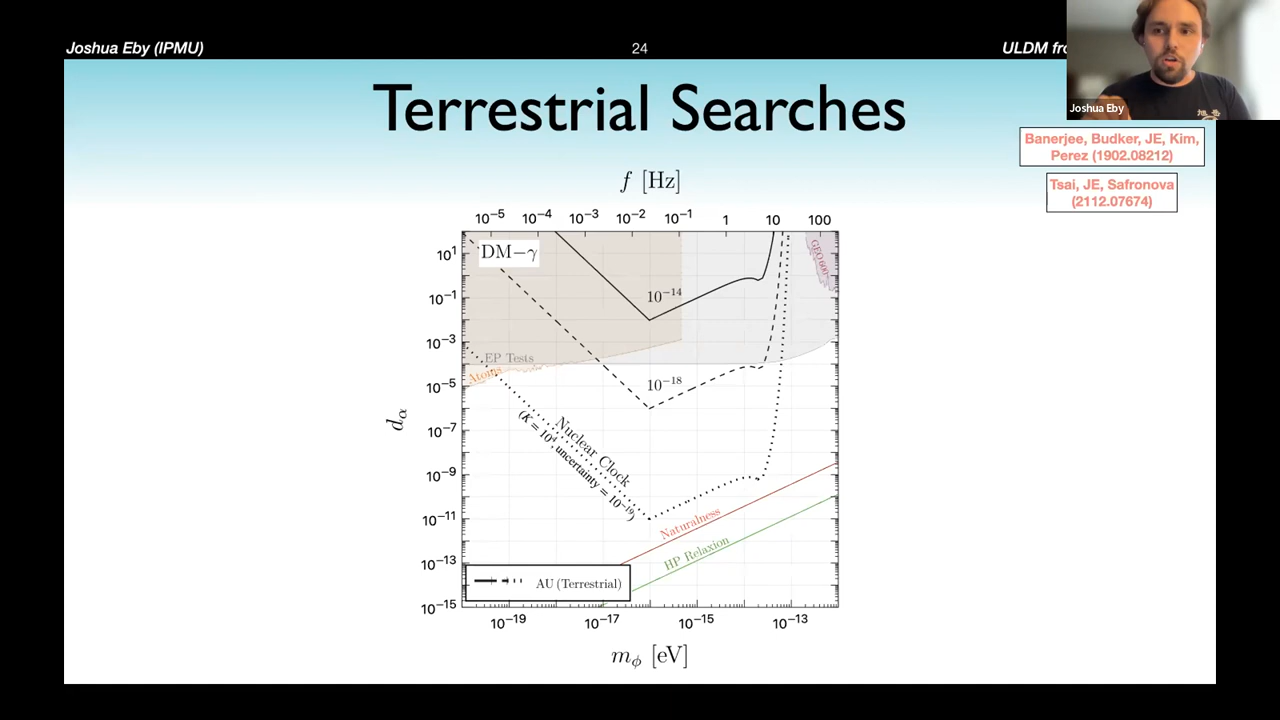 Joshua Eby (IPMU)
24
ULDM fro
Joshua Eby
Terrestrial Searches
Banerjee, Budker, JE, Kim,
Perez (1902.08212)
Tsai, JE, Safronova
(2112.07674)
f [Hz]
10⁻⁵ 10⁻⁴ 10⁻³ 10⁻² 10⁻¹ 1 10 100
DM−γ
GEO600
10¹
10⁻¹
10⁻³
10⁻⁵
10⁻⁷
10⁻⁹
10⁻¹¹
10⁻¹³
10⁻¹⁵
d_α
10⁻¹⁴
EP Tests
Atoms
10⁻¹⁸
Nuclear Clock
(K = 10⁴, uncertainty = 10⁻¹⁹)
Naturalness
HP Relaxion
AU (Terrestrial)
10⁻¹⁹ 10⁻¹⁷ 10⁻¹⁵ 10⁻¹³
m_ϕ [eV]